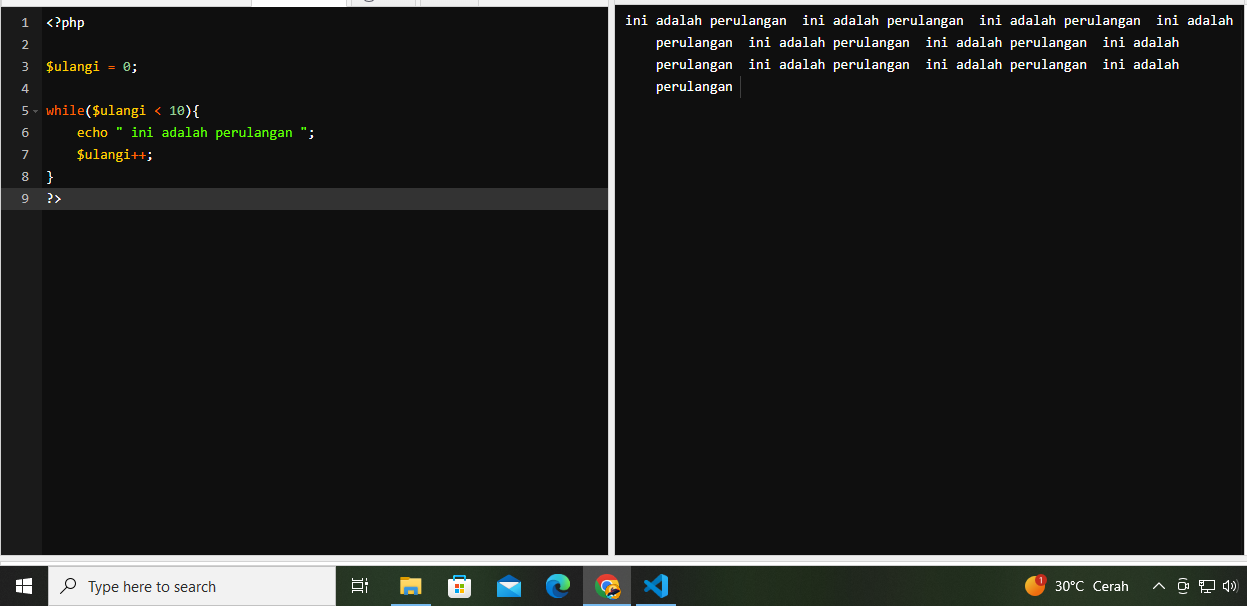 1 <?php
2
3 $ulangi = 0;
4
5 while($ulangi < 10){
6     echo " ini adalah perulangan ";
7     $ulangi++;
8 }
9 ?>
ini adalah perulangan  ini adalah perulangan  ini adalah perulangan  ini adalah
perulangan  ini adalah perulangan  ini adalah perulangan  ini adalah
perulangan  ini adalah perulangan  ini adalah perulangan  ini adalah
perulangan
Type here to search
1
30°C Cerah